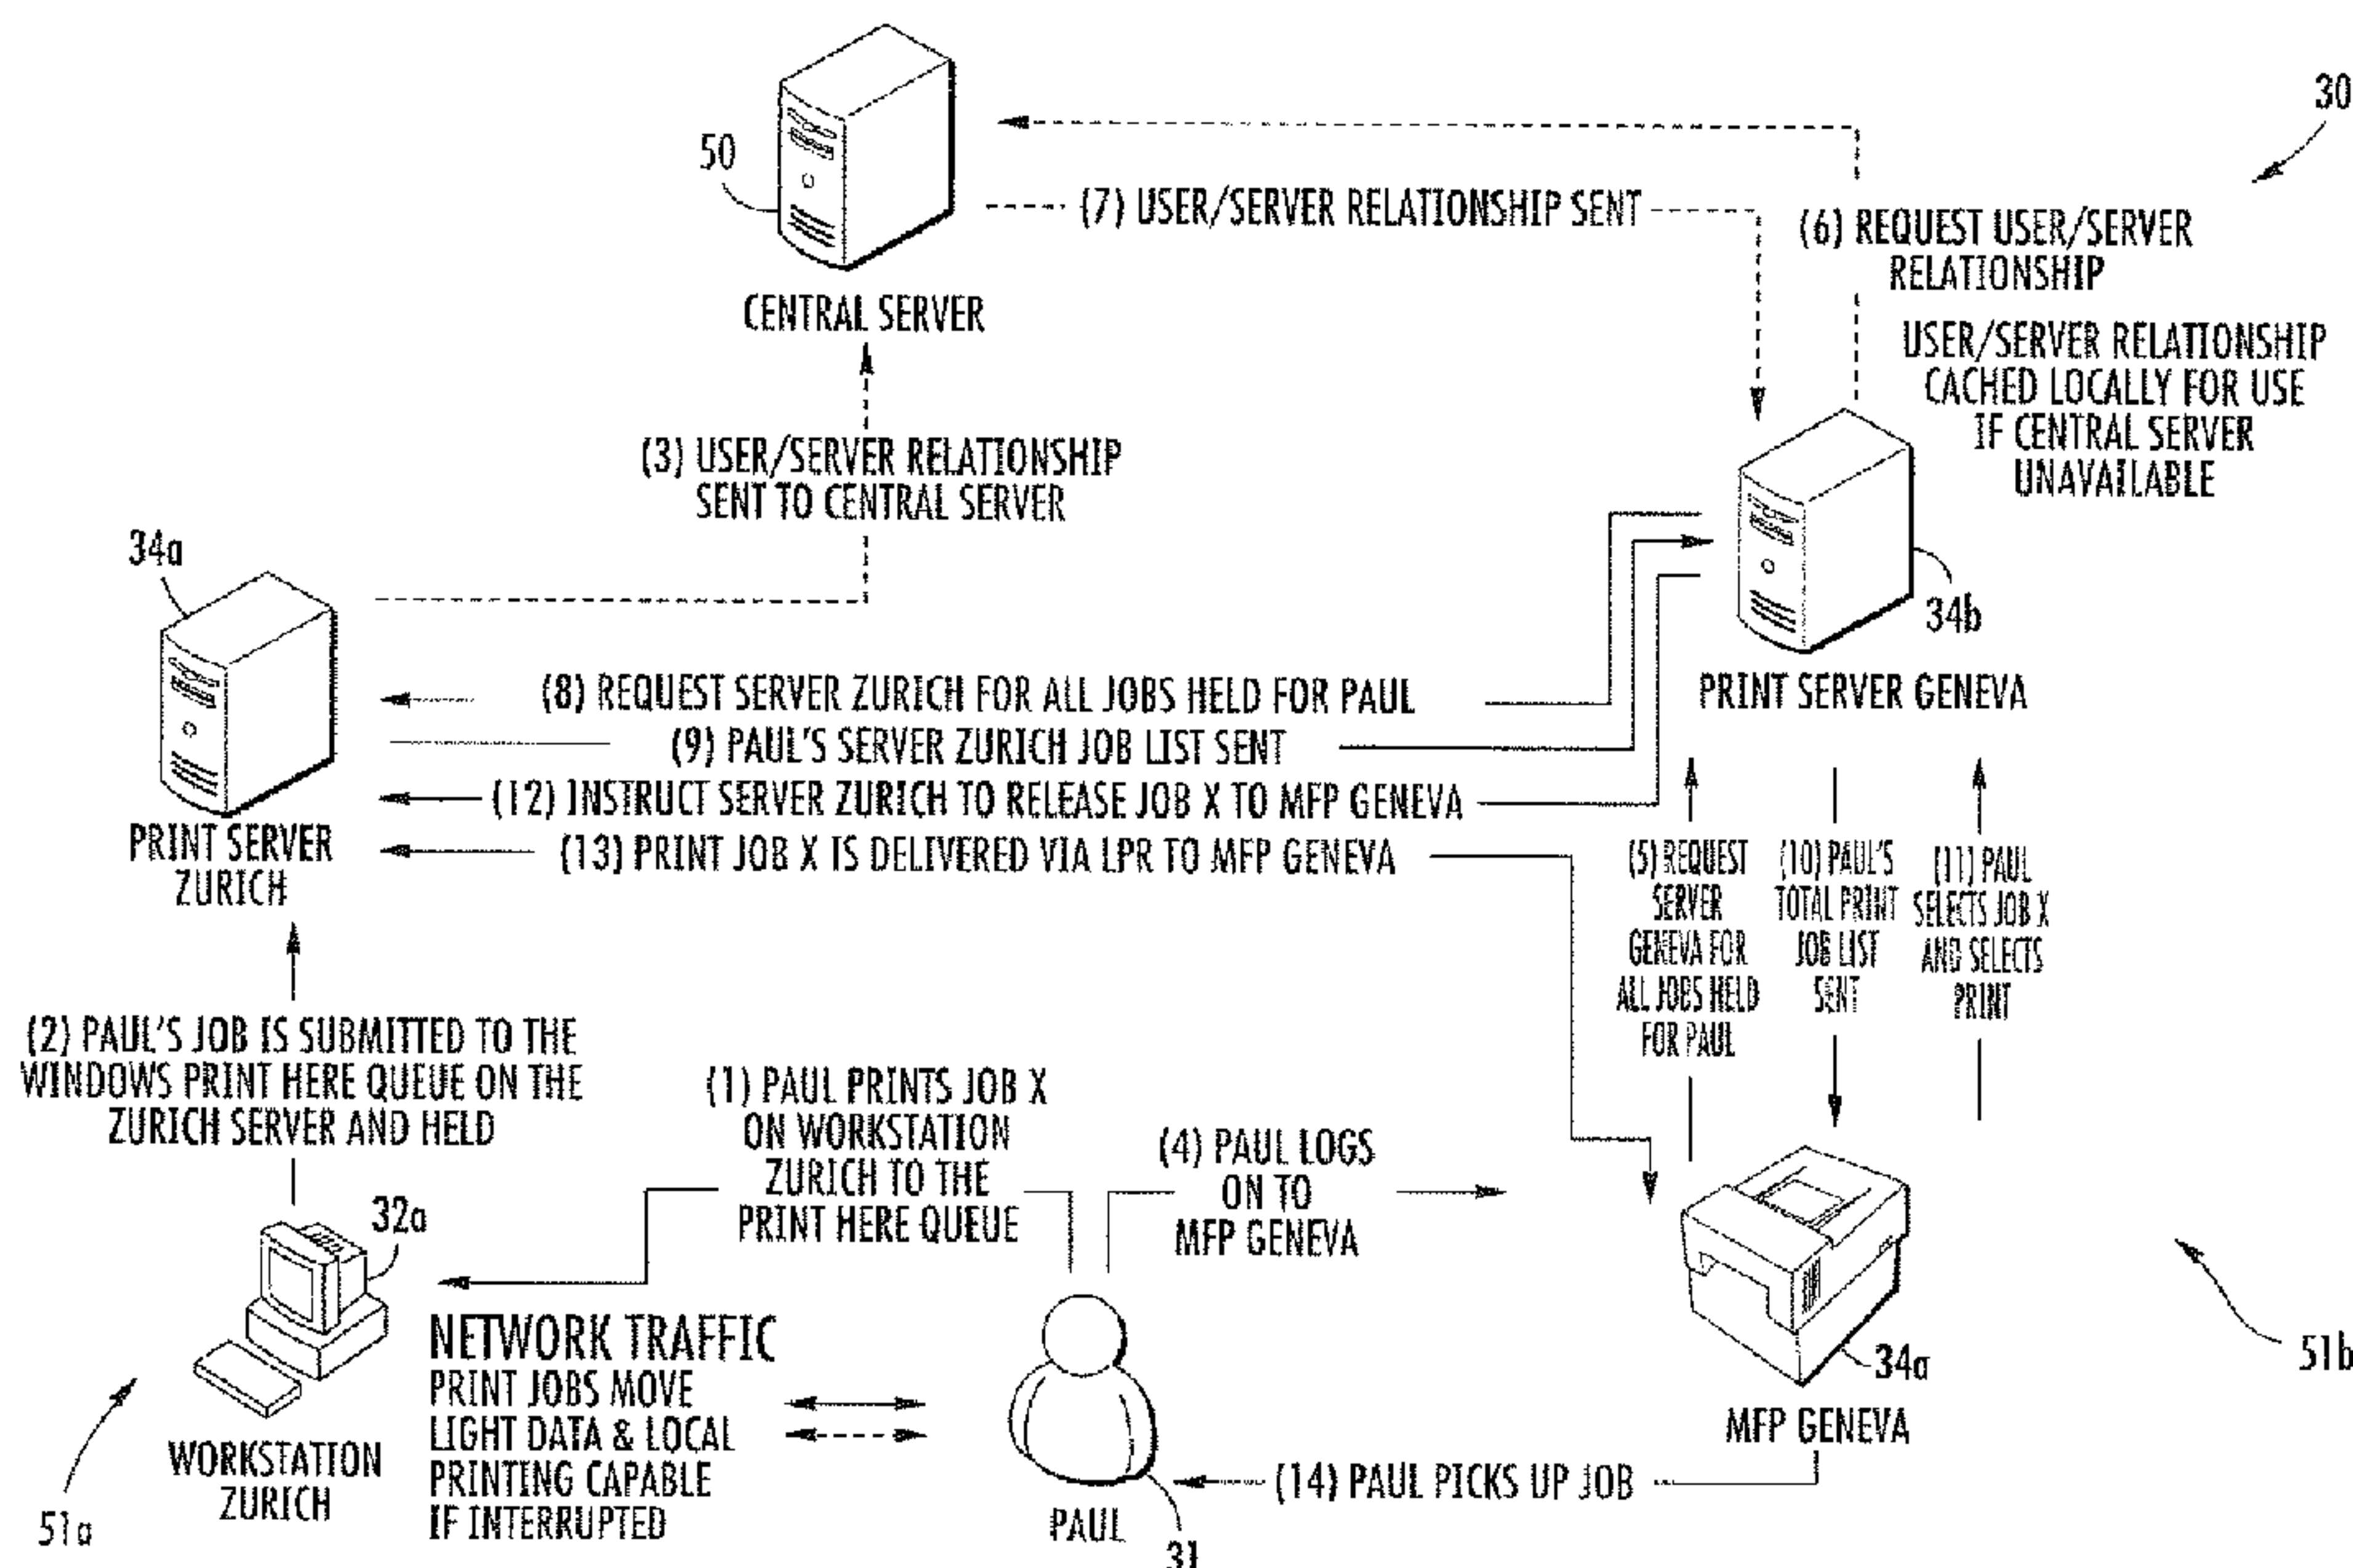 30
50
(7) USER/SERVER RELATIONSHIP SENT
(6) REQUEST USER/SERVER
RELATIONSHIP
CENTRAL SERVER
USER/SERVER RELATIONSHIP
CACHED LOCALLY FOR USE
IF CENTRAL SERVER
UNAVAILABLE
(3) USER/SERVER RELATIONSHIP
SENT TO CENTRAL SERVER
34a
34b
PRINT SERVER GENEVA
(8) REQUEST SERVER ZURICH FOR ALL JOBS HELD FOR PAUL
(9) PAUL'S SERVER ZURICH JOB LIST SENT
(12) INSTRUCT SERVER ZURICH TO RELEASE JOB X TO MFP GENEVA
(13) PRINT JOB X IS DELIVERED VIA LPR TO MFP GENEVA
PRINT SERVER
ZURICH
(5) REQUEST
SERVER
GENEVA FOR
ALL JOBS HELD
FOR PAUL
(10) PAUL'S
TOTAL PRINT
JOB LIST
SENT
(11) PAUL
SELECTS JOB X
AND SELECTS
PRINT
(2) PAUL'S JOB IS SUBMITTED TO THE
WINDOWS PRINT HERE QUEUE ON THE
ZURICH SERVER AND HELD
(1) PAUL PRINTS JOB X
ON WORKSTATION
ZURICH TO THE
PRINT HERE QUEUE
(4) PAUL LOGS
ON TO
MFP GENEVA
32a
NETWORK TRAFFIC
PRINT JOBS MOVE
LIGHT DATA & LOCAL
PRINTING CAPABLE
IF INTERRUPTED
34a
51b
MFP GENEVA
WORKSTATION
ZURICH
51a
(14) PAUL PICKS UP JOB
PAUL
31